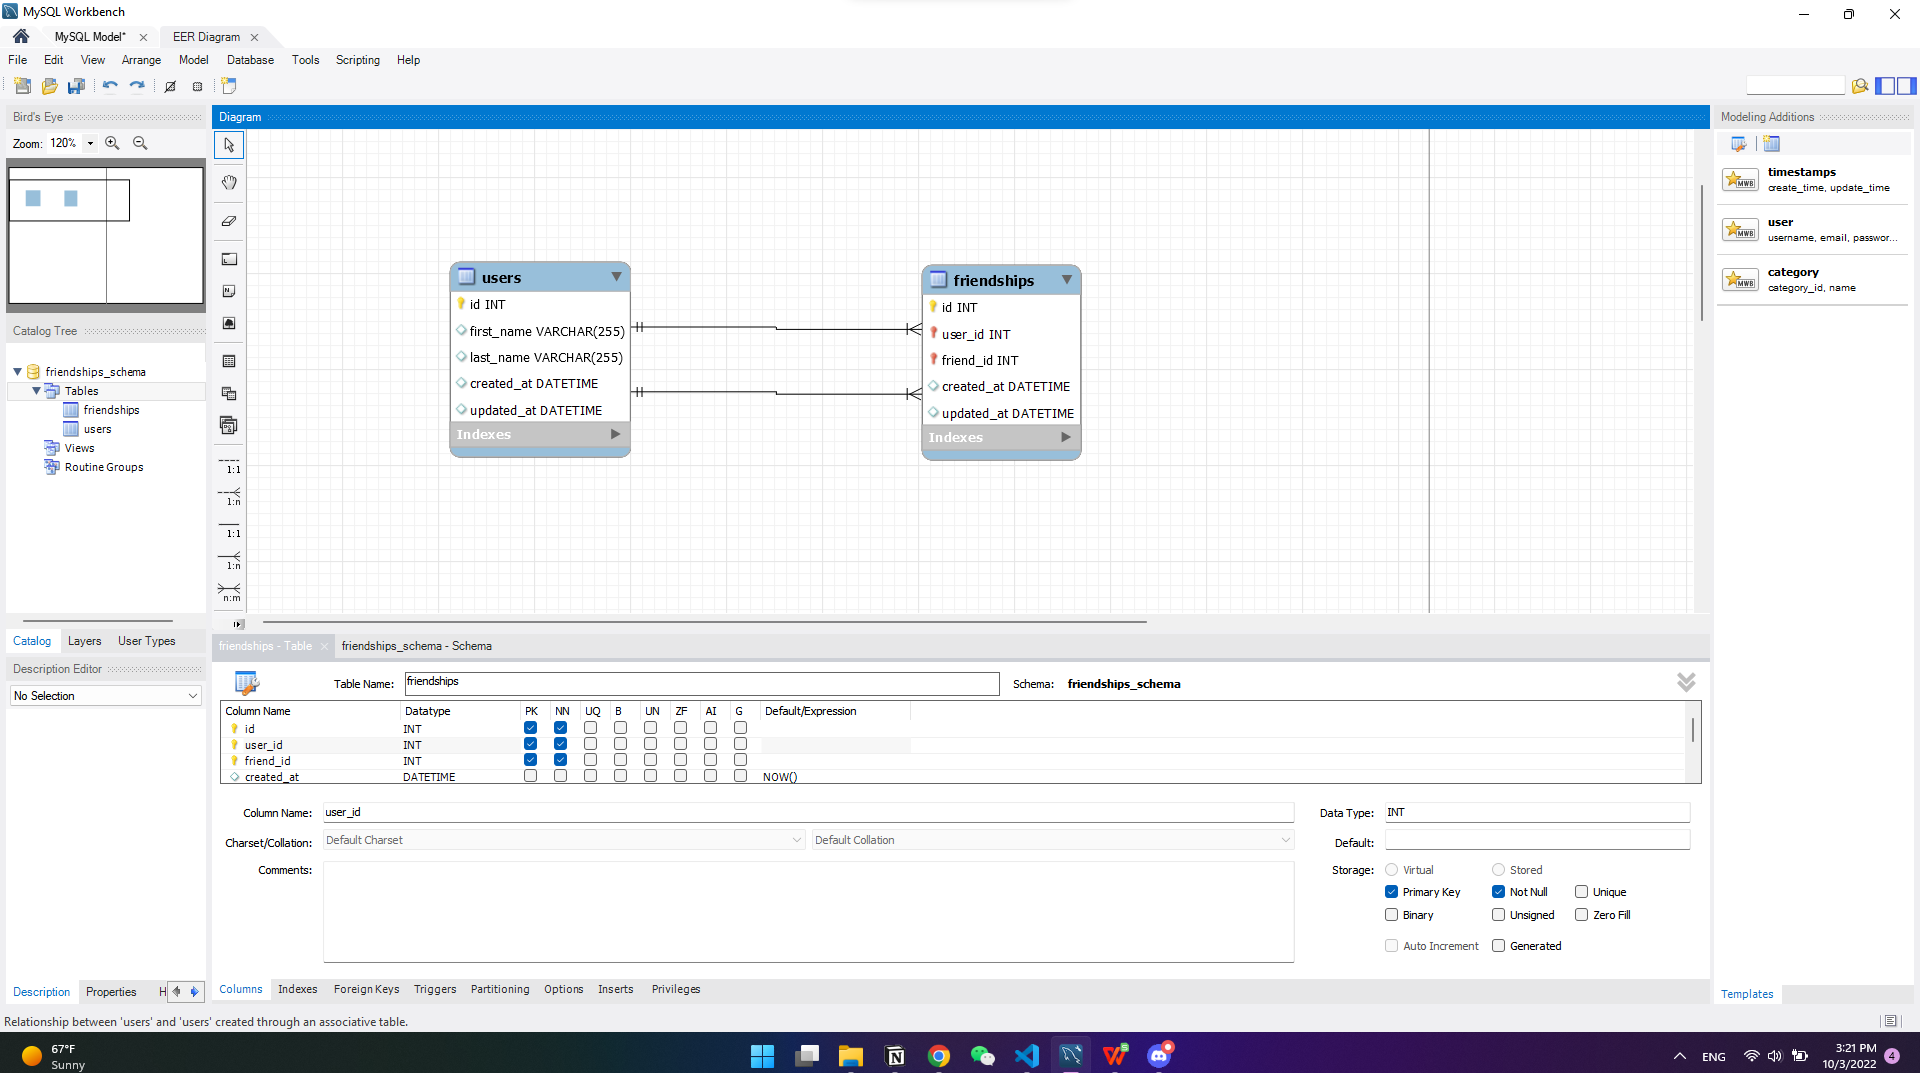 MySQL Workbench
MySQL Model*
EER Diagram
File Edit View Arrange Model Database Tools Scripting Help
Bird's Eye
Zoom: 120%
Catalog Tree
friendships_schema
Tables
friendships
users
Views
Routine Groups
Catalog Layers User Types
Description Editor
No Selection
Description Properties H
Diagram
1:1
1:n
1:1
1:n
n:m
users
id INT
first_name VARCHAR(255)
last_name VARCHAR(255)
created_at DATETIME
updated_at DATETIME
Indexes
friendships
id INT
user_id INT
friend_id INT
created_at DATETIME
updated_at DATETIME
Indexes
Modeling Additions
timestamps
create_time, update_time
user
username, email, passwor...
category
category_id, name
Templates
friendships - Table
friendships_schema - Schema
Table Name: friendships
Schema: friendships_schema
Column Name Datatype PK NN UQ B UN ZF AI G Default/Expression
id INT
user_id INT
friend_id INT
created_at DATETIME NOW()
Column Name: user_id
Data Type: INT
Charset/Collation: Default Charset Default Collation
Default:
Comments:
Storage: Virtual Stored
Primary Key Not Null Unique
Binary Unsigned Zero Fill
Auto Increment Generated
Columns Indexes Foreign Keys Triggers Partitioning Options Inserts Privileges
Relationship between 'users' and 'users' created through an associative table.
67°F
Sunny
ENG
3:21 PM
10/3/2022
4